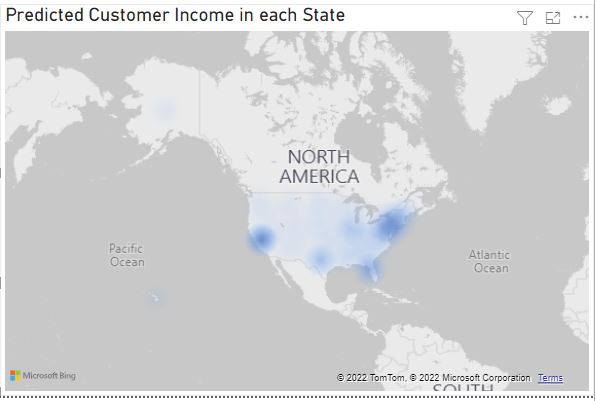 Predicted Customer Income in each State
NORTH
AMERICA
Pacific
Ocean
Atlantic
Ocean
Microsoft Bing
© 2022 TomTom, © 2022 Microsoft Corporation Terms
SOUTH